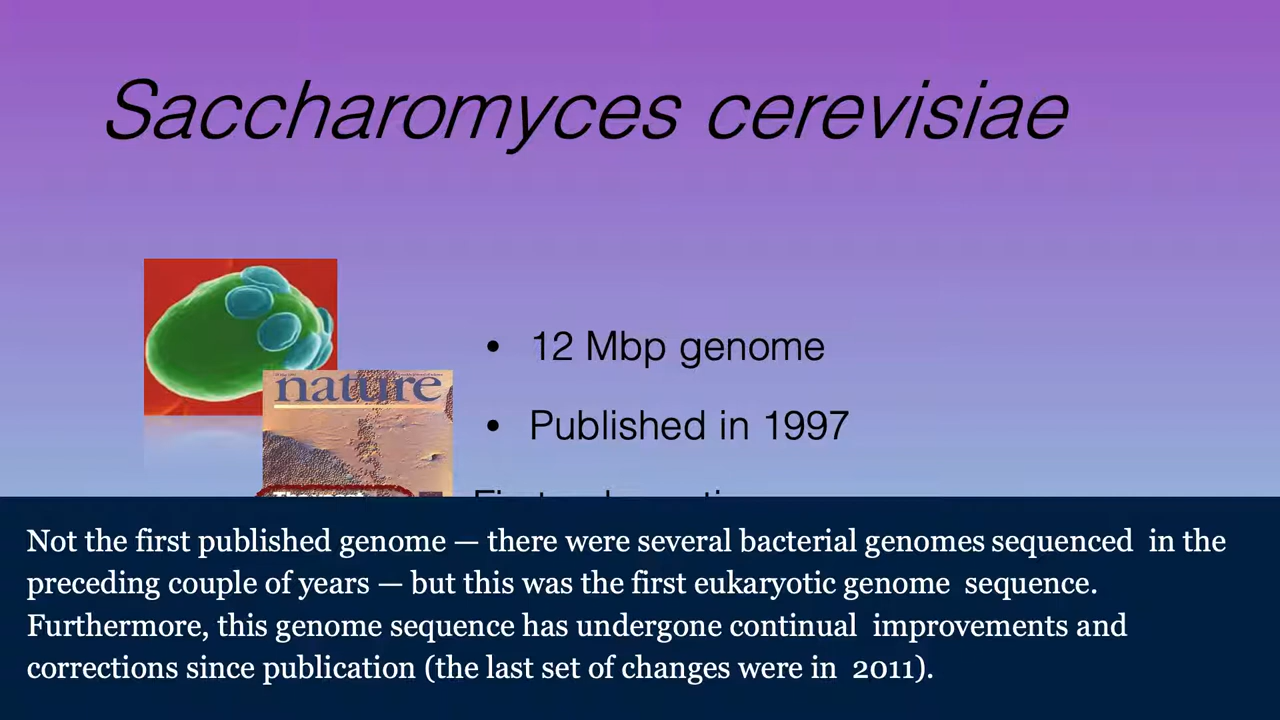 Saccharomyces cerevisiae
nature
• 12 Mbp genome
• Published in 1997
Not the first published genome — there were several bacterial genomes sequenced in the
preceding couple of years — but this was the first eukaryotic genome sequence.
Furthermore, this genome sequence has undergone continual improvements and
corrections since publication (the last set of changes were in 2011).